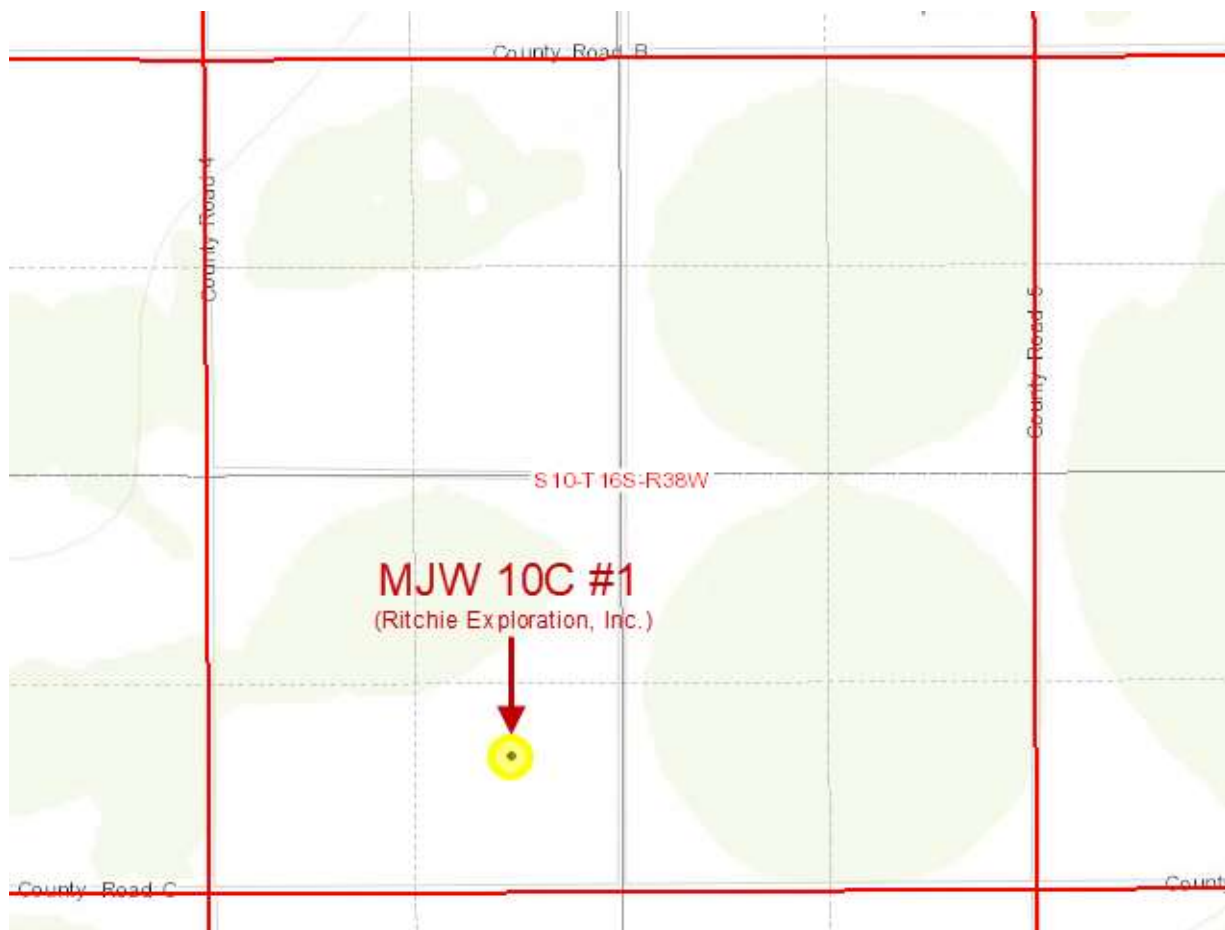 County Road B
County Road 4
County Road 5
S10-T16S-R38W
MJW 10C #1
(Ritchie Exploration, Inc.)
County Road C
County